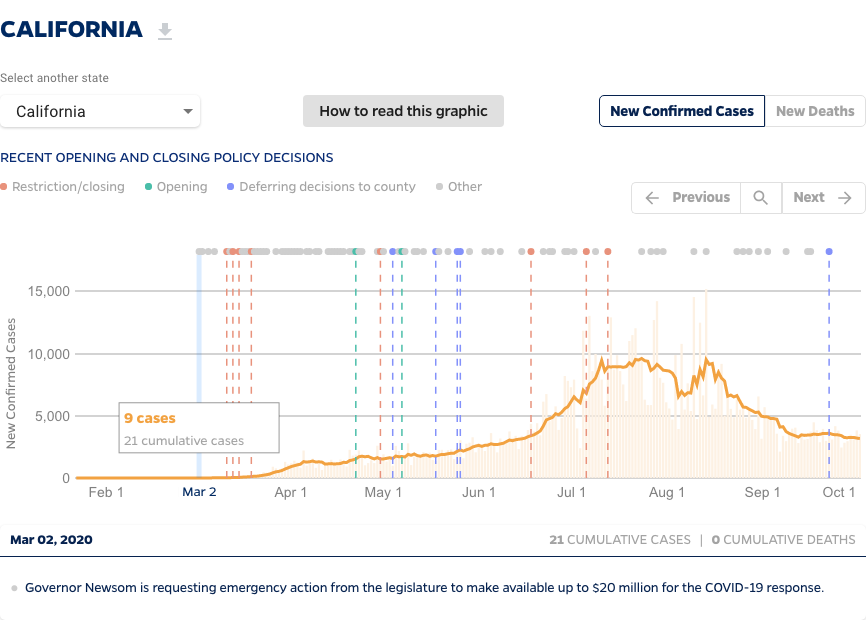 CALIFORNIA
Select another state
California
How to read this graphic
New Confirmed Cases
New Deaths
RECENT OPENING AND CLOSING POLICY DECISIONS
Restriction/closing
Opening
Deferring decisions to county
Other
Previous
Next
New Confirmed Cases
15,000
10,000
5,000
0
9 cases
21 cumulative cases
Feb 1
Mar 2
Apr 1
May 1
Jun 1
Jul 1
Aug 1
Sep 1
Oct 1
Mar 02, 2020
21 CUMULATIVE CASES | 0 CUMULATIVE DEATHS
Governor Newsom is requesting emergency action from the legislature to make available up to $20 million for the COVID-19 response.